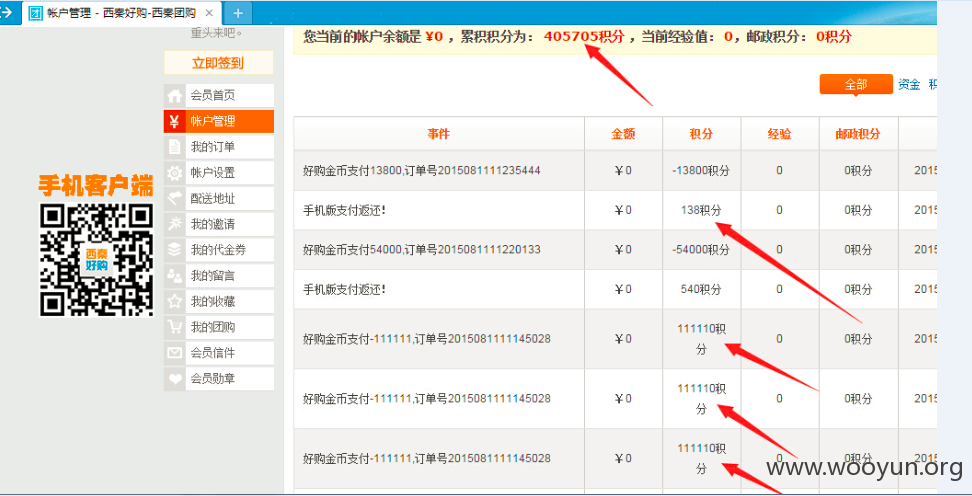 帐户管理 - 西秦好购-西秦团购
重头来吧。
您当前的帐户余额是 ¥0 ，累积积分为： 405705积分 ，当前经验值：0，邮政积分：0积分
立即签到
全部 资金 积
会员首页
帐户管理
我的订单
帐户设置
配送地址
我的邀请
我的代金券
我的留言
我的收藏
我的团购
会员信件
会员勋章
手机客户端
西秦
好购
事件 金额 积分 经验 邮政积分
好购金币支付13800,订单号2015081111235444 ￥0 -13800积分 0 0积分 2015
手机版支付返还! ￥0 138积分 0 0积分 2015
好购金币支付54000,订单号2015081111220133 ￥0 -54000积分 0 0积分 2015
手机版支付返还! ￥0 540积分 0 0积分 2015
好购金币支付-111111,订单号2015081111145028 ￥0 111110积分 0 0积分 2015
好购金币支付-111111,订单号2015081111145028 ￥0 111110积分 0 0积分 2015
好购金币支付-111111,订单号2015081111145028 ￥0 111110积分 0 0积分 2015
www.wooyun.org